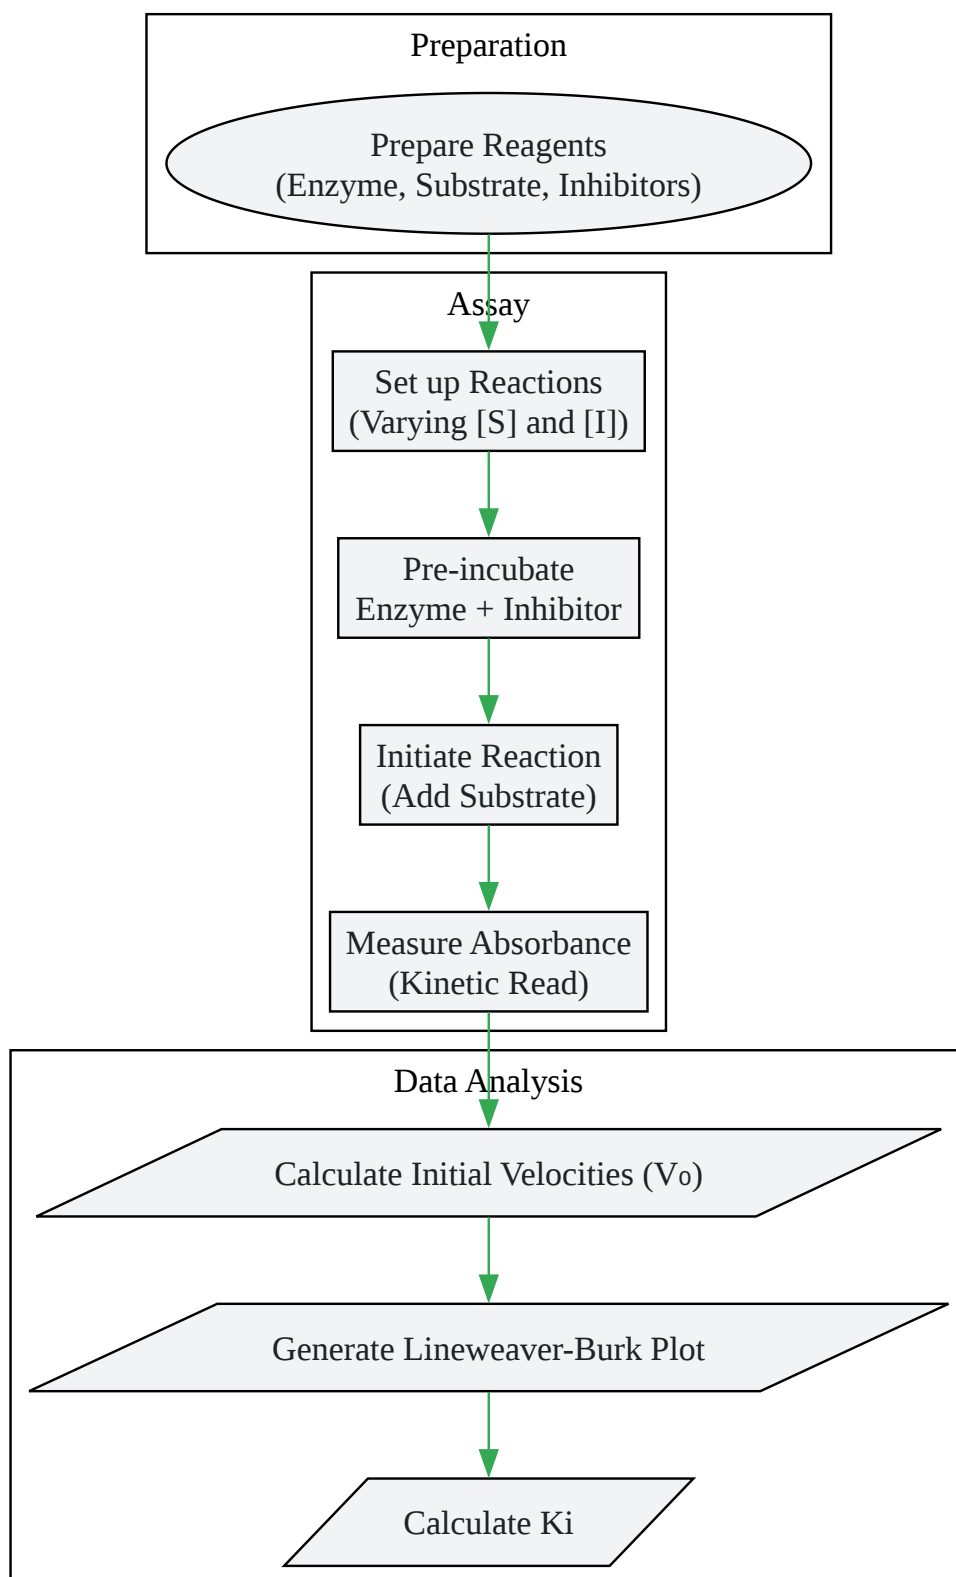 Preparation
Prepare Reagents
(Enzyme, Substrate, Inhibitors)
Assay
Set up Reactions
(Varying [S] and [I])
Pre-incubate
Enzyme + Inhibitor
Initiate Reaction
(Add Substrate)
Measure Absorbance
(Kinetic Read)
Data Analysis
Calculate Initial Velocities (V₀)
Generate Lineweaver-Burk Plot
Calculate Ki